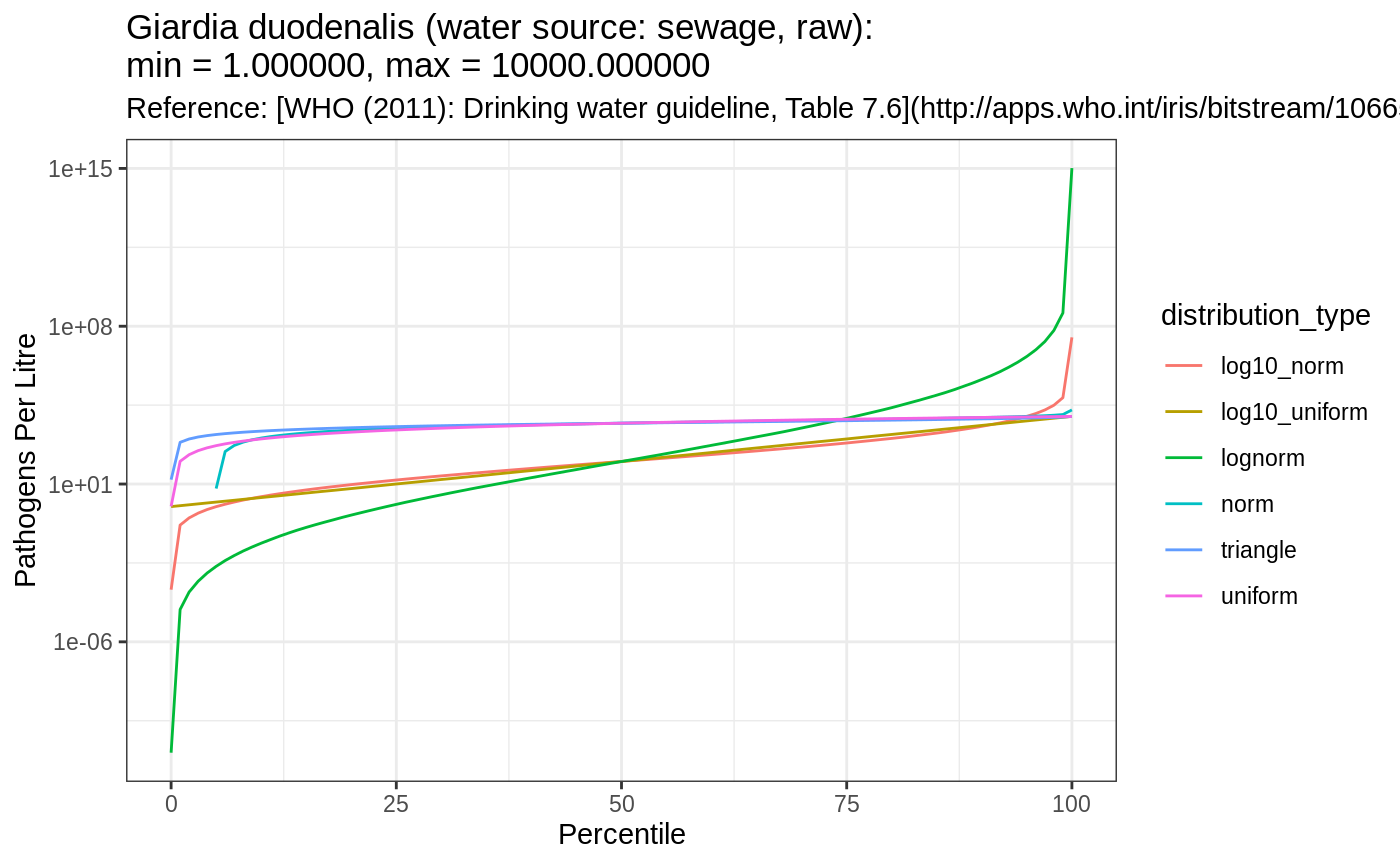 Giardia duodenalis (water source: sewage, raw):
min = 1.000000, max = 10000.000000
Reference: [WHO (2011): Drinking water guideline, Table 7.6](http://apps.who.int/iris/bitstream/1066
Pathogens Per Litre
1e+15
1e+08
1e+01
1e-06
0 25 50 75 100
Percentile
distribution_type
log10_norm
log10_uniform
lognorm
norm
triangle
uniform